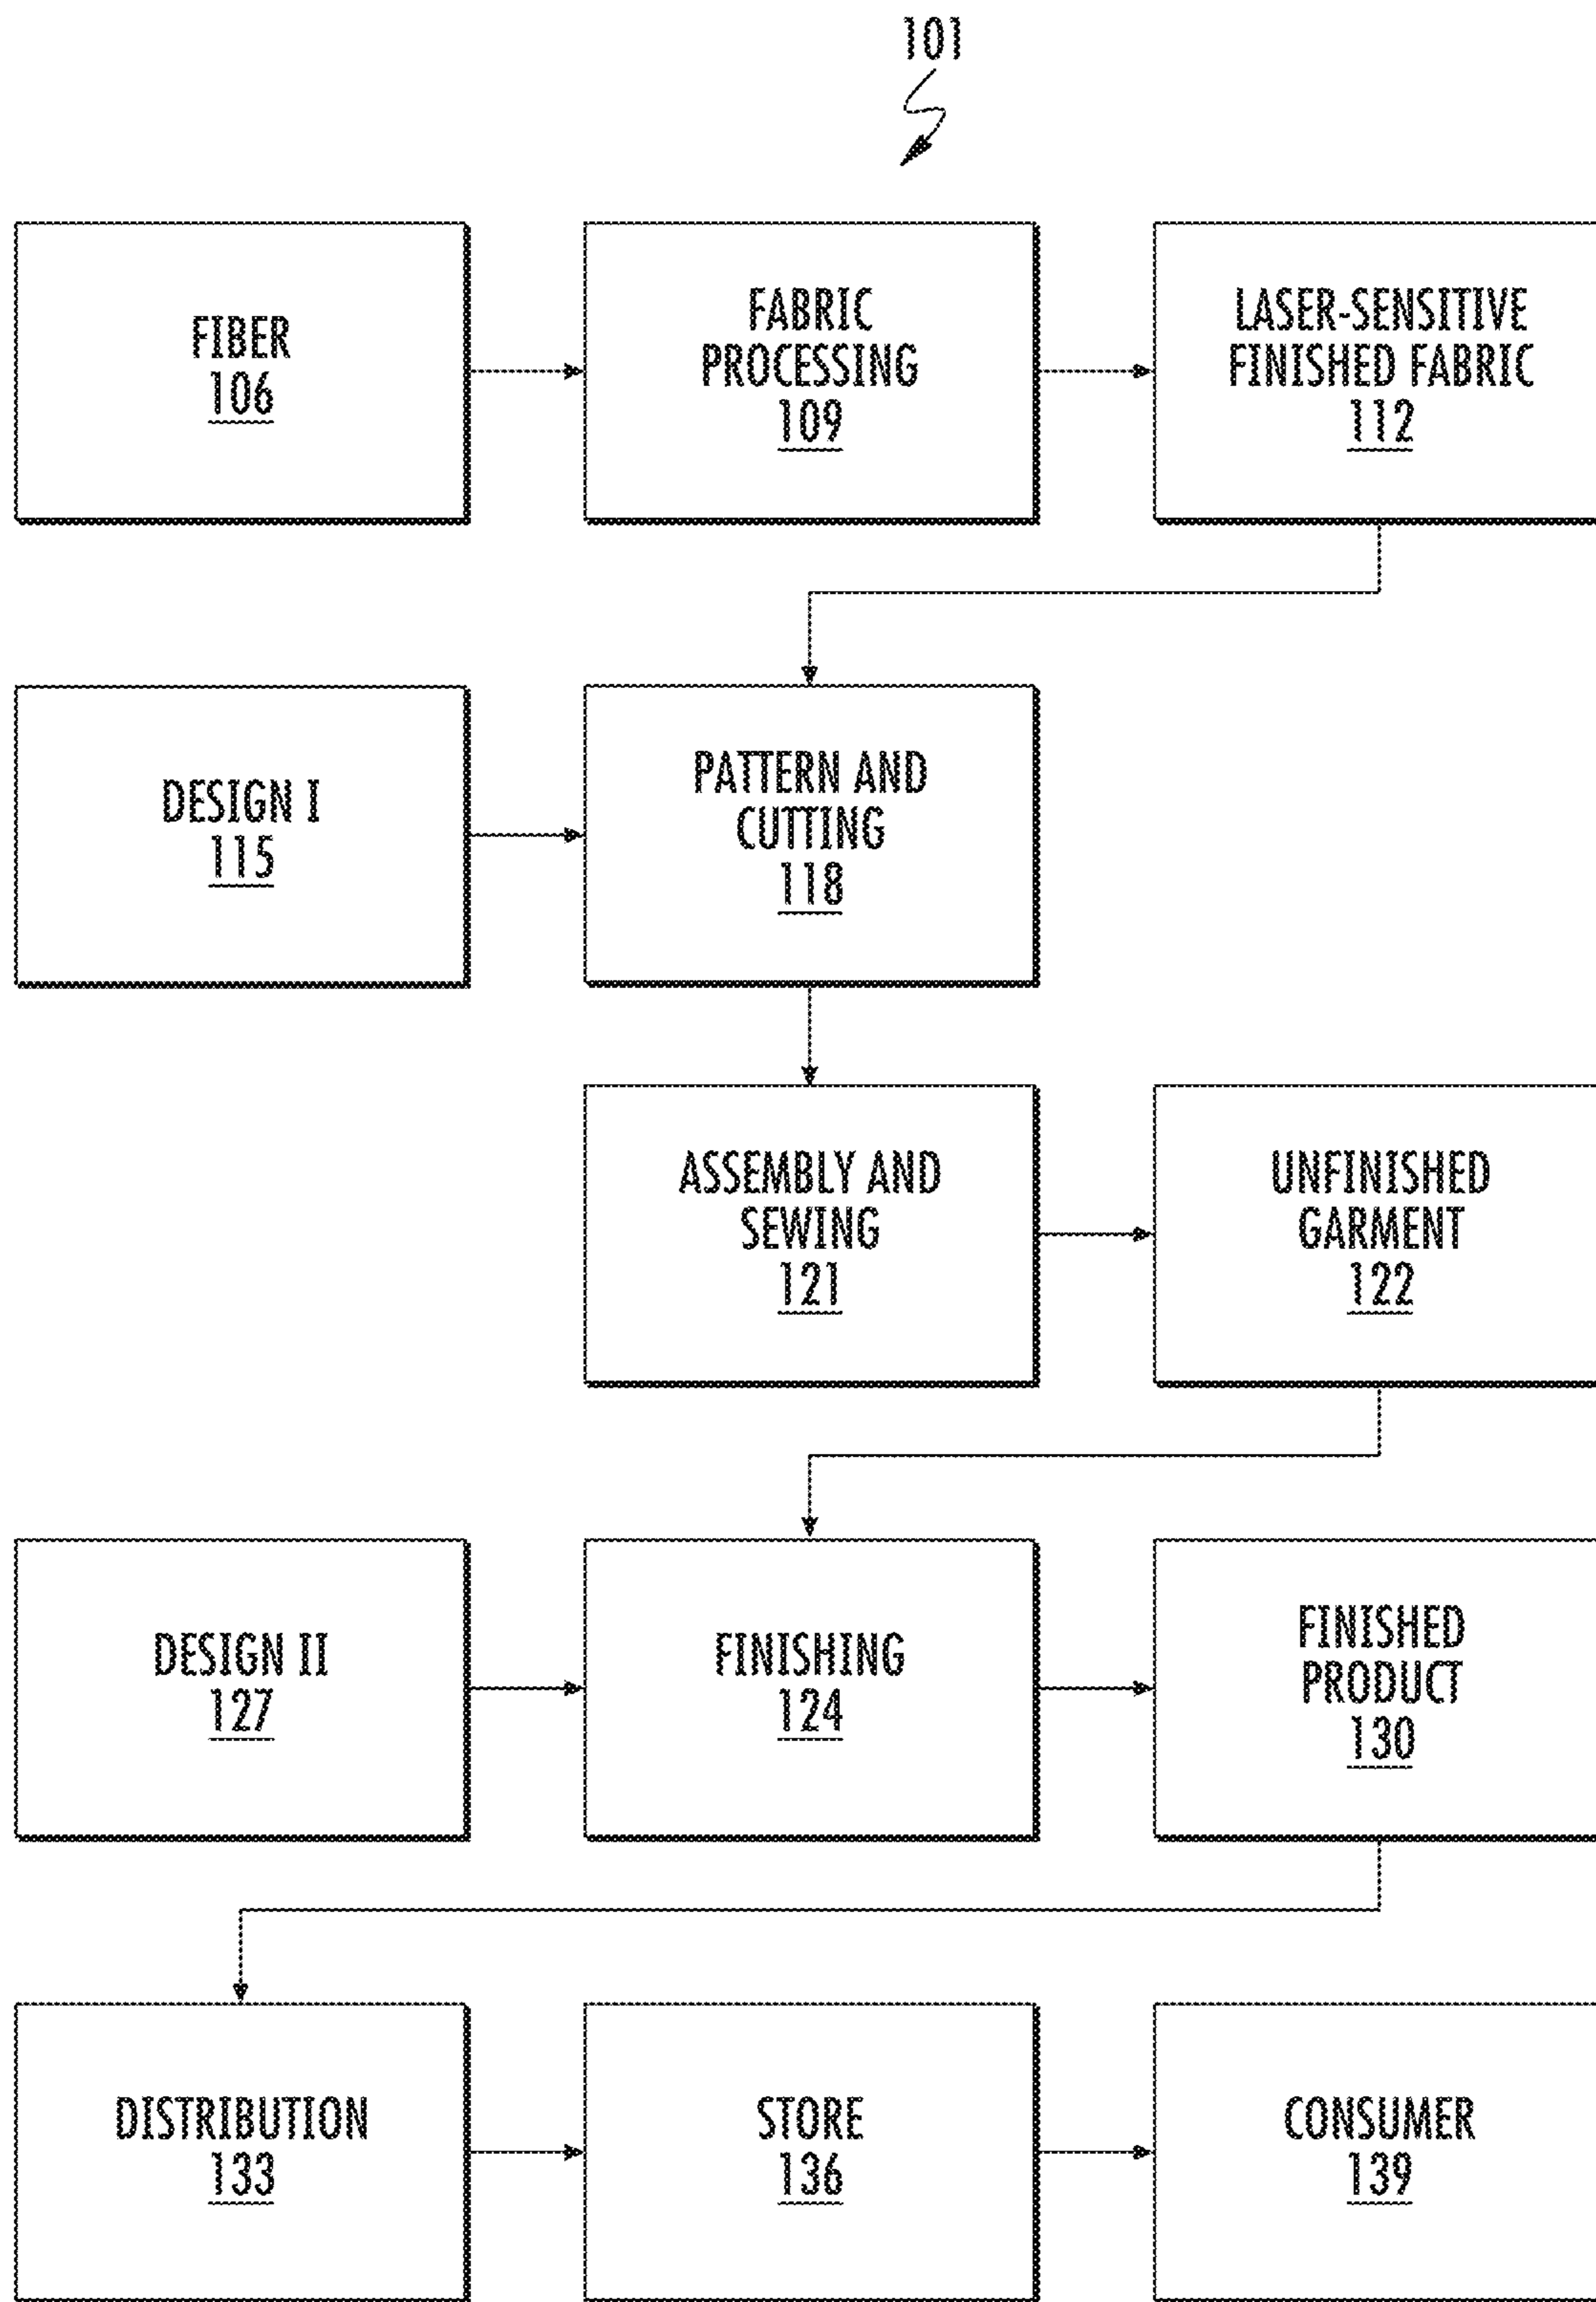 101
FIBER
106
FABRIC
PROCESSING
109
LASER-SENSITIVE
FINISHED FABRIC
112
DESIGN I
115
PATTERN AND
CUTTING
118
ASSEMBLY AND
SEWING
121
UNFINISHED
GARMENT
122
DESIGN II
127
FINISHING
124
FINISHED
PRODUCT
130
DISTRIBUTION
133
STORE
136
CONSUMER
139